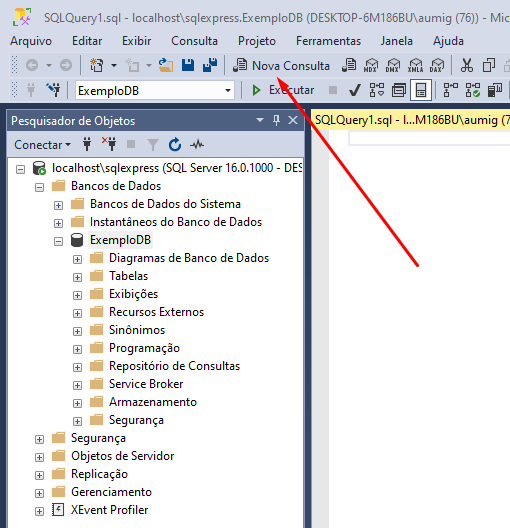 SQLQuery1.sql - localhost\sqlexpress.ExemploDB (DESKTOP-6M186BU\aumig (76)) - Mic
Arquivo Editar Exibir Consulta Projeto Ferramentas Janela Ajuda
Nova Consulta MDX DMX XMLA DAX
ExemploDB Executar
Pesquisador de Objetos
SQLQuery1.sql - l...M186BU\aumig (7
Conectar
localhost\sqlexpress (SQL Server 16.0.1000 - DES
Bancos de Dados
Bancos de Dados do Sistema
Instantâneos do Banco de Dados
ExemploDB
Diagramas de Banco de Dados
Tabelas
Exibições
Recursos Externos
Sinônimos
Programação
Repositório de Consultas
Service Broker
Armazenamento
Segurança
Segurança
Objetos de Servidor
Replicação
Gerenciamento
XEvent Profiler